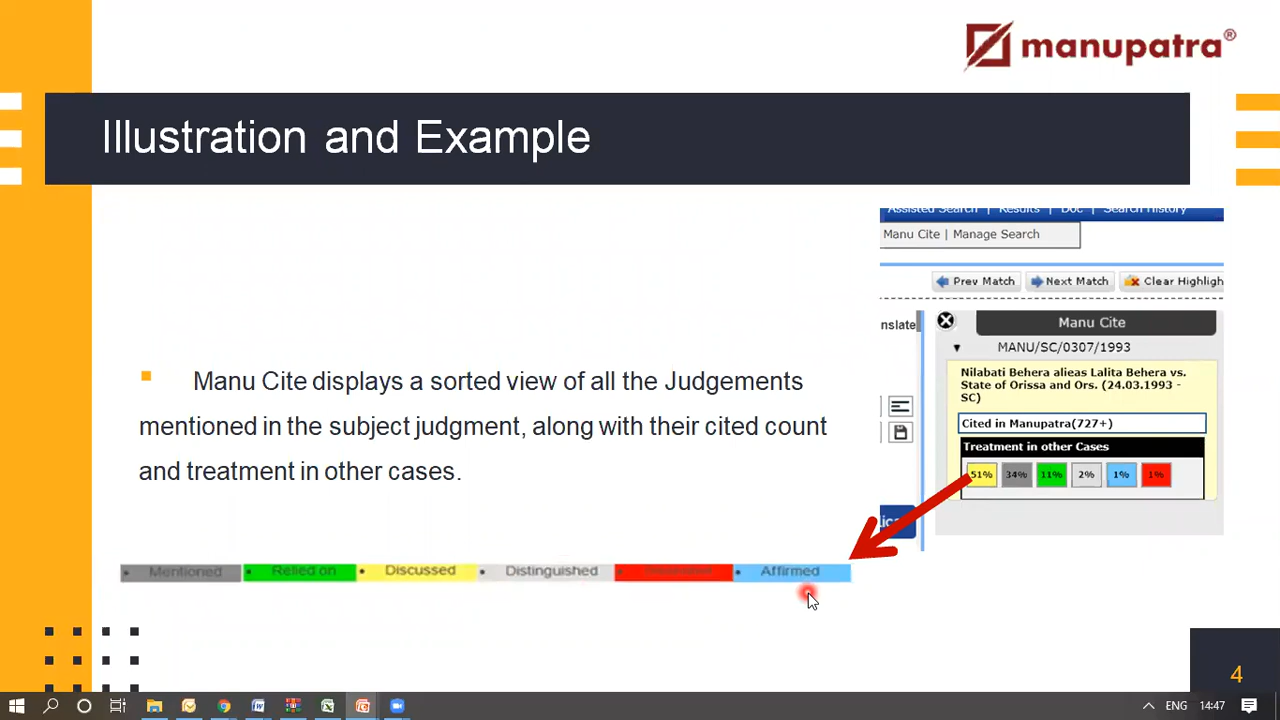 manupatra®
Illustration and Example
Assisted Search | Results | Doc | Search History
Manu Cite | Manage Search
Prev Match Next Match Clear Highligh
nslate
Manu Cite
MANU/SC/0307/1993
Nilabati Behera alieas Lalita Behera vs.
State of Orissa and Ors. (24.03.1993 -
SC)
Cited in Manupatra(727+)
Treatment in other Cases
51% 34% 11% 2% 1% 1%
Manu Cite displays a sorted view of all the Judgements
mentioned in the subject judgment, along with their cited count
and treatment in other cases.
• Mentioned • Relied on • Discussed • Distinguished • • Affirmed
4
ENG 14:47